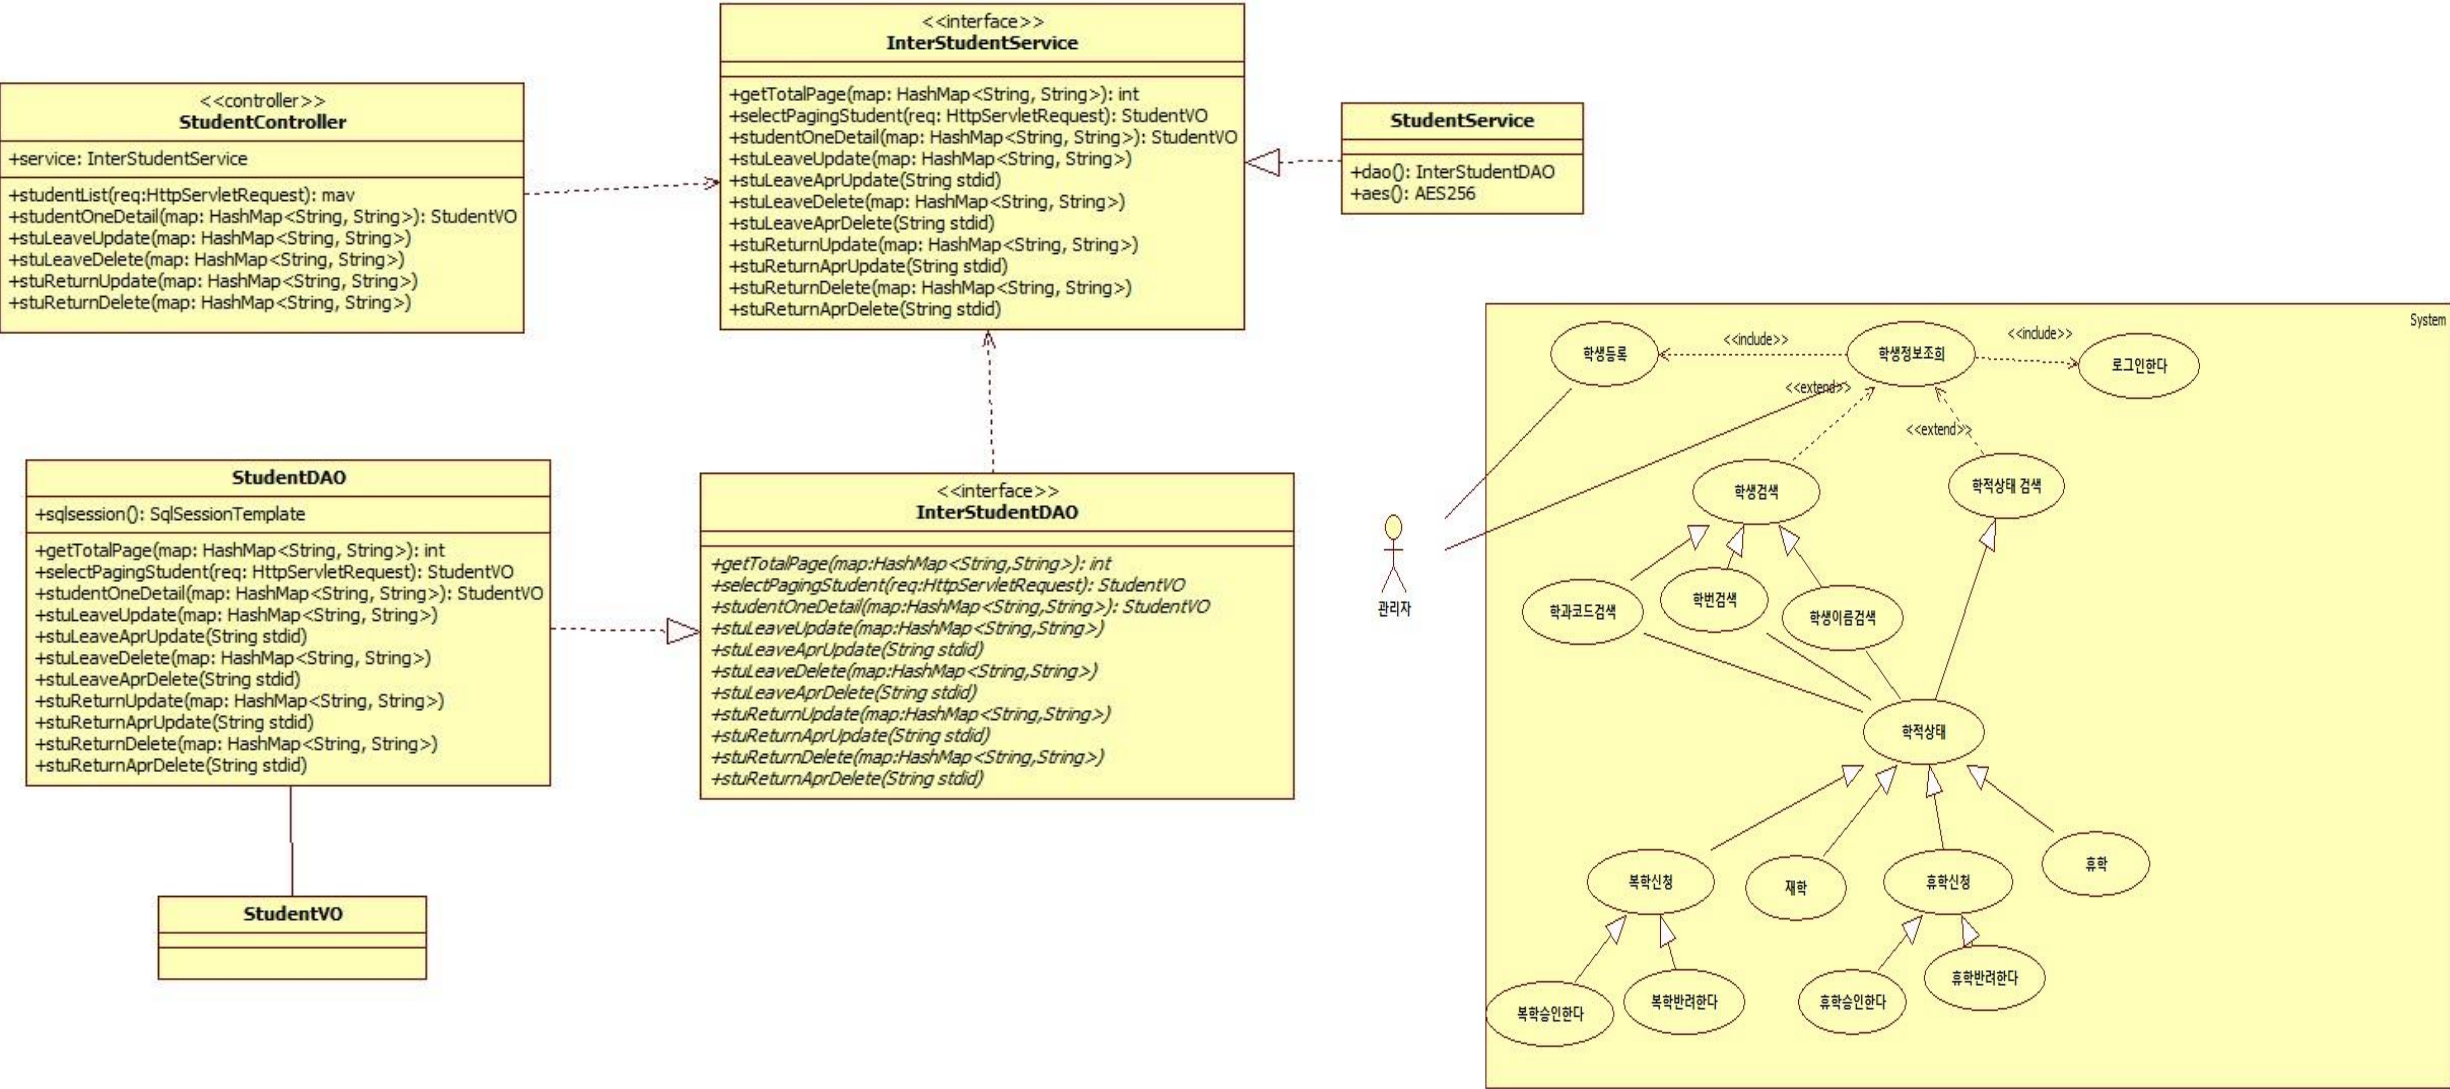 <<controller>>
StudentController
+service: InterStudentService
+studentList(req:HttpServletRequest): mav
+studentOneDetail(map: HashMap<String, String>): StudentVO
+stuLeaveUpdate(map: HashMap<String, String>)
+stuLeaveDelete(map: HashMap<String, String>)
+stuReturnUpdate(map: HashMap<String, String>)
+stuReturnDelete(map: HashMap<String, String>)
<<interface>>
InterStudentService
+getTotalPage(map: HashMap<String, String>): int
+selectPagingStudent(req: HttpServletRequest): StudentVO
+studentOneDetail(map: HashMap<String, String>): StudentVO
+stuLeaveUpdate(map: HashMap<String, String>)
+stuLeaveAprUpdate(String stdid)
+stuLeaveDelete(map: HashMap<String, String>)
+stuLeaveAprDelete(String stdid)
+stuReturnUpdate(map: HashMap<String, String>)
+stuReturnAprUpdate(String stdid)
+stuReturnDelete(map: HashMap<String, String>)
+stuReturnAprDelete(String stdid)
StudentService
+dao(): InterStudentDAO
+aes(): AES256
StudentDAO
+sqlsession(): SqlSessionTemplate
+getTotalPage(map: HashMap<String, String>): int
+selectPagingStudent(req: HttpServletRequest): StudentVO
+studentOneDetail(map: HashMap<String, String>): StudentVO
+stuLeaveUpdate(map: HashMap<String, String>)
+stuLeaveAprUpdate(String stdid)
+stuLeaveDelete(map: HashMap<String, String>)
+stuLeaveAprDelete(String stdid)
+stuReturnUpdate(map: HashMap<String, String>)
+stuReturnAprUpdate(String stdid)
+stuReturnDelete(map: HashMap<String, String>)
+stuReturnAprDelete(String stdid)
<<interface>>
InterStudentDAO
+getTotalPage(map:HashMap<String,String>): int
+selectPagingStudent(req:HttpServletRequest): StudentVO
+studentOneDetail(map:HashMap<String,String>): StudentVO
+stuLeaveUpdate(map:HashMap<String,String>)
+stuLeaveAprUpdate(String stdid)
+stuLeaveDelete(map:HashMap<String,String>)
+stuLeaveAprDelete(String stdid)
+stuReturnUpdate(map:HashMap<String,String>)
+stuReturnAprUpdate(String stdid)
+stuReturnDelete(map:HashMap<String,String>)
+stuReturnAprDelete(String stdid)
StudentVO
System
학생등록
<<include>>
학생정보조회
<<include>>
로그인한다
<<extend>>
<<extend>>
학생검색
학적상태 검색
관리자
학과코드검색
학번검색
학생이름검색
학적상태
복학신청
재학
휴학신청
휴학
복학승인한다
복학반려한다
휴학승인한다
휴학반려한다